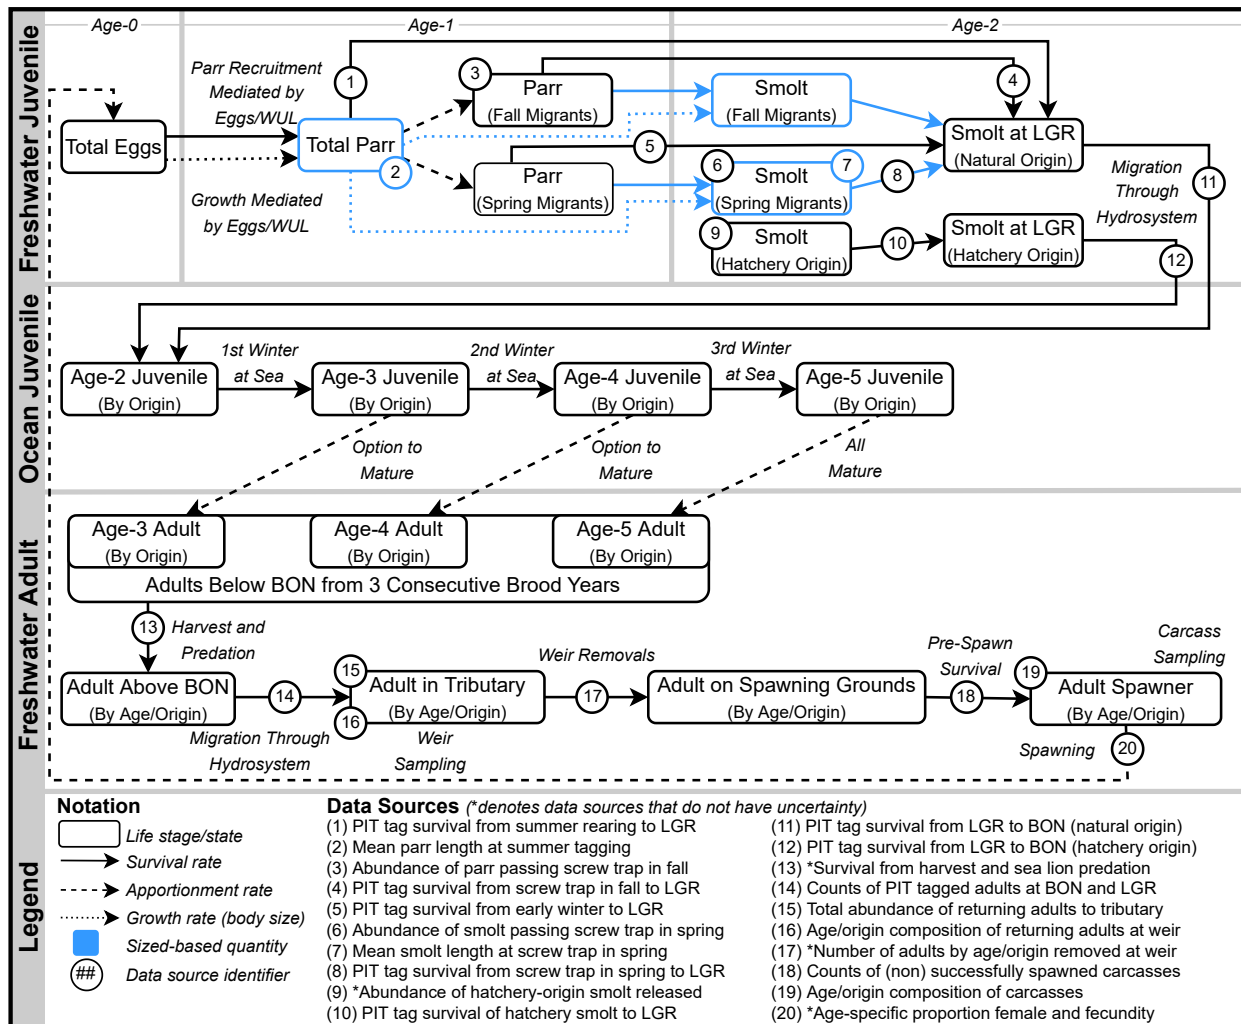 Age-0
Age-1
Age-2
Freshwater Juvenile
Parr Recruitment
Mediated by
Eggs/WUL
Total Eggs
Growth Mediated
by Eggs/WUL
1
Total Parr
2
3
Parr
(Fall Migrants)
Parr
(Spring Migrants)
5
Smolt
(Fall Migrants)
4
6
7
Smolt
(Spring Migrants)
8
Smolt at LGR
(Natural Origin)
9
Smolt
(Hatchery Origin)
10
Smolt at LGR
(Hatchery Origin)
Migration
Through
Hydrosystem
11
12
Ocean Juvenile
Age-2 Juvenile
(By Origin)
1st Winter
at Sea
Age-3 Juvenile
(By Origin)
2nd Winter
at Sea
Age-4 Juvenile
(By Origin)
3rd Winter
at Sea
Age-5 Juvenile
(By Origin)
Option to
Mature
Option to
Mature
All
Mature
Freshwater Adult
Age-3 Adult
(By Origin)
Age-4 Adult
(By Origin)
Age-5 Adult
(By Origin)
Adults Below BON from 3 Consecutive Brood Years
13
Harvest and
Predation
Adult Above BON
(By Age/Origin)
14
Migration Through
Hydrosystem
15
16
Adult in Tributary
(By Age/Origin)
Weir
Sampling
Weir Removals
17
Adult on Spawning Grounds
(By Age/Origin)
Pre-Spawn
Survival
18
Carcass
Sampling
19
Adult Spawner
(By Age/Origin)
Spawning
20
Legend
Notation
Life stage/state
Survival rate
Apportionment rate
Growth rate (body size)
Sized-based quantity
##
Data source identifier
Data Sources (*denotes data sources that do not have uncertainty)
(1) PIT tag survival from summer rearing to LGR
(2) Mean parr length at summer tagging
(3) Abundance of parr passing screw trap in fall
(4) PIT tag survival from screw trap in fall to LGR
(5) PIT tag survival from early winter to LGR
(6) Abundance of smolt passing screw trap in spring
(7) Mean smolt length at screw trap in spring
(8) PIT tag survival from screw trap in spring to LGR
(9) *Abundance of hatchery-origin smolt released
(10) PIT tag survival of hatchery smolt to LGR
(11) PIT tag survival from LGR to BON (natural origin)
(12) PIT tag survival from LGR to BON (hatchery origin)
(13) *Survival from harvest and sea lion predation
(14) Counts of PIT tagged adults at BON and LGR
(15) Total abundance of returning adults to tributary
(16) Age/origin composition of returning adults at weir
(17) *Number of adults by age/origin removed at weir
(18) Counts of (non) successfully spawned carcasses
(19) Age/origin composition of carcasses
(20) *Age-specific proportion female and fecundity